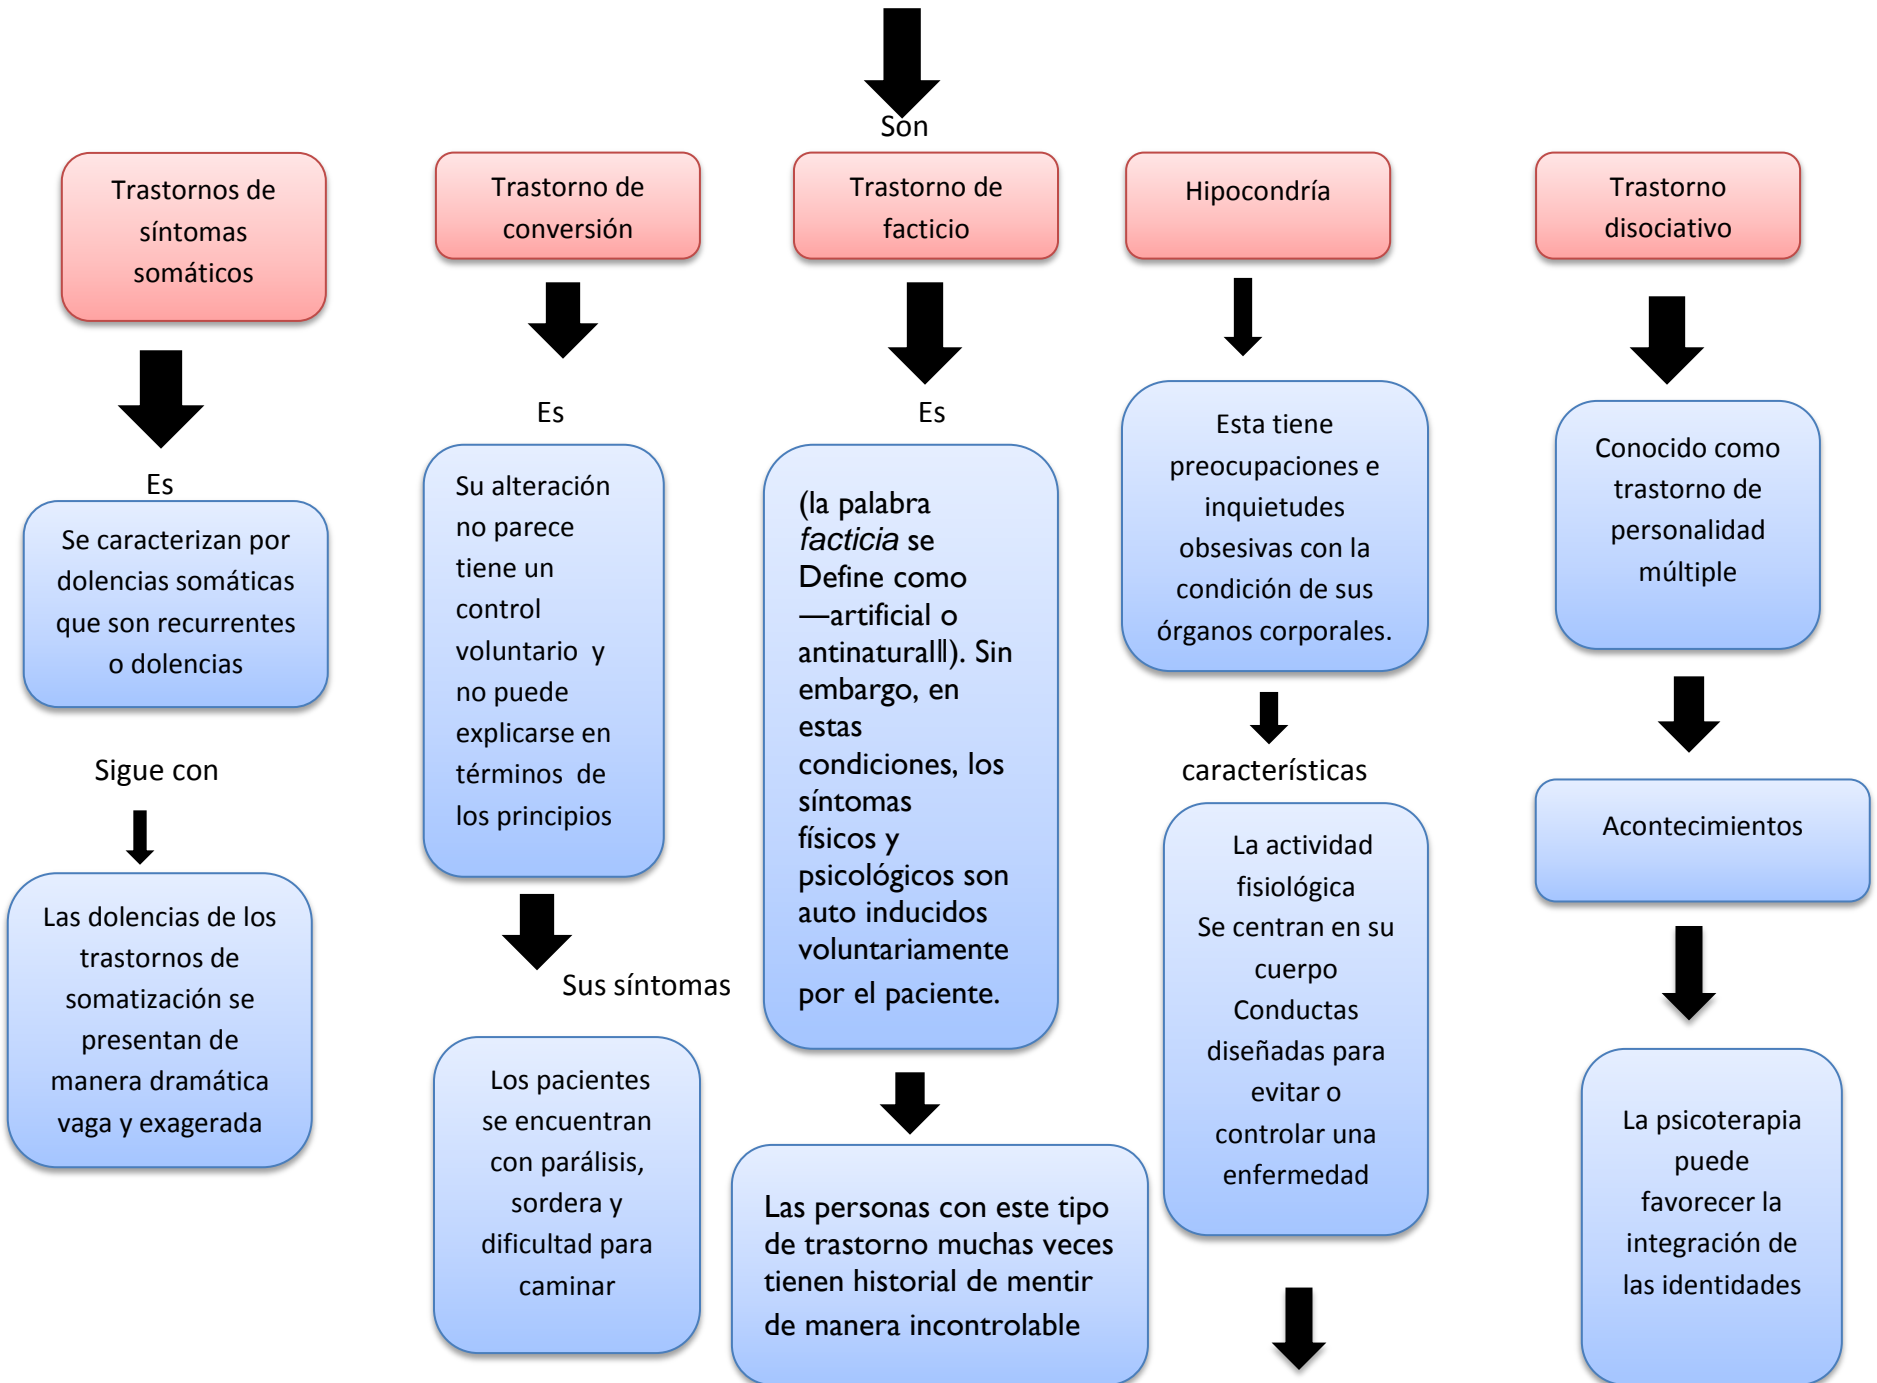 Son
Trastornos de
síntomas
somáticos
Es
Se caracterizan por
dolencias somáticas
que son recurrentes
o dolencias
Sigue con
Las dolencias de los
trastornos de
somatización se
presentan de
manera dramática
vaga y exagerada
Trastorno de
conversión
Es
Su alteración
no parece
tiene un
control
voluntario y
no puede
explicarse en
términos de
los principios
Sus síntomas
Los pacientes
se encuentran
con parálisis,
sordera y
dificultad para
caminar
Trastorno de
facticio
Es
(la palabra
facticia se
Define como
―artificial o
antinatural‖). Sin
embargo, en
estas
condiciones, los
síntomas
físicos y
psicológicos son
auto inducidos
voluntariamente
por el paciente.
Las personas con este tipo
de trastorno muchas veces
tienen historial de mentir
de manera incontrolable
Hipocondría
Esta tiene
preocupaciones e
inquietudes
obsesivas con la
condición de sus
órganos corporales.
características
La actividad
fisiológica
Se centran en su
cuerpo
Conductas
diseñadas para
evitar o
controlar una
enfermedad
Trastorno
disociativo
Conocido como
trastorno de
personalidad
múltiple
Acontecimientos
La psicoterapia
puede
favorecer la
integración de
las identidades